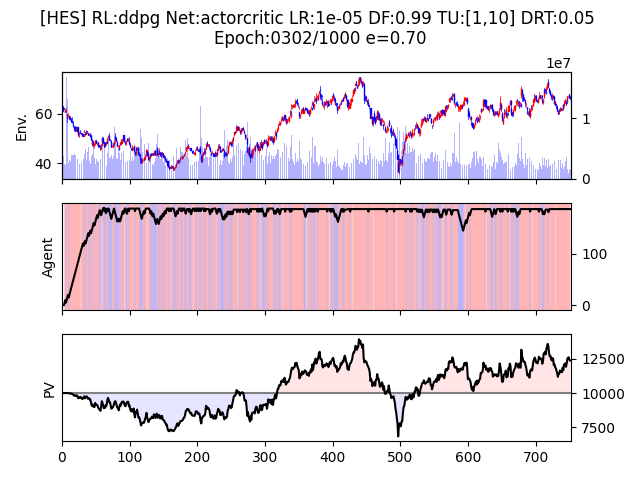 [HES] RL:ddpg Net:actorcritic LR:1e-05 DF:0.99 TU:[1,10] DRT:0.05
Epoch:0302/1000 e=0.70
1e7
Env.
60
40
1
0
Agent
100
0
PV
12500
10000
7500
0 100 200 300 400 500 600 700